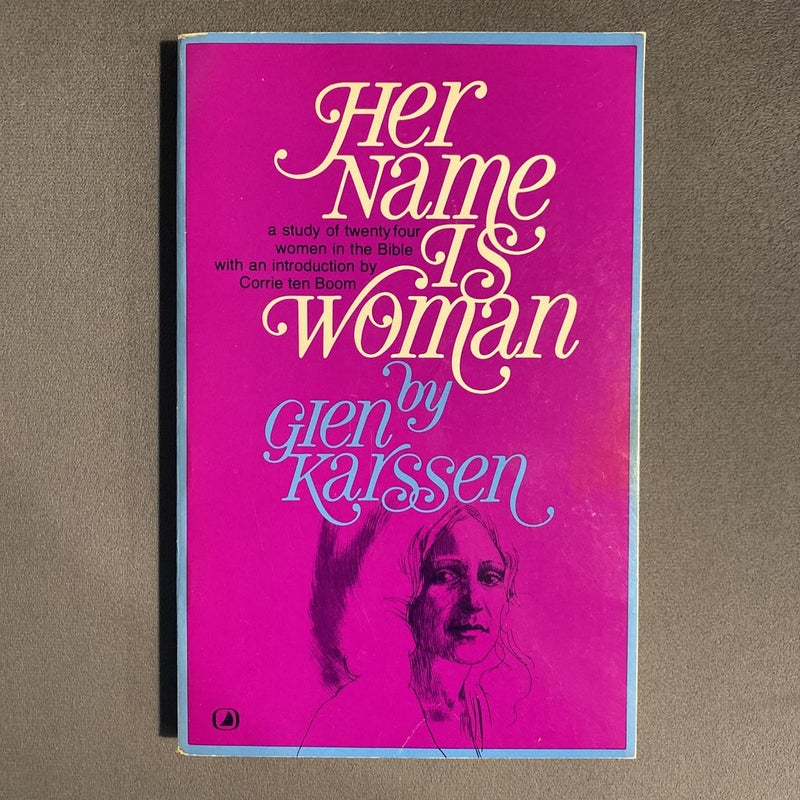 Her
Name
Is
Woman
a study of twenty four
women in the Bible
with an introduction by
Corrie ten Boom
by
Glen
Karssen